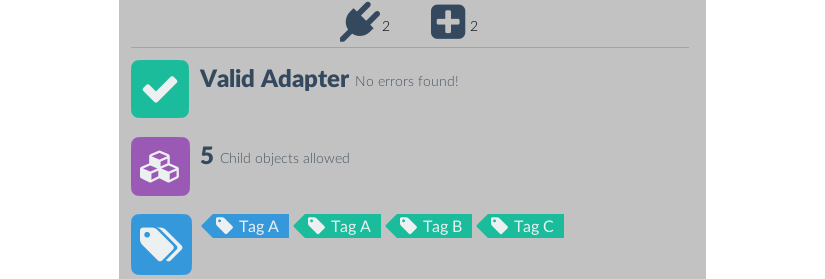 2 2
Valid Adapter No errors found!
5 Child objects allowed
Tag A Tag A Tag B Tag C